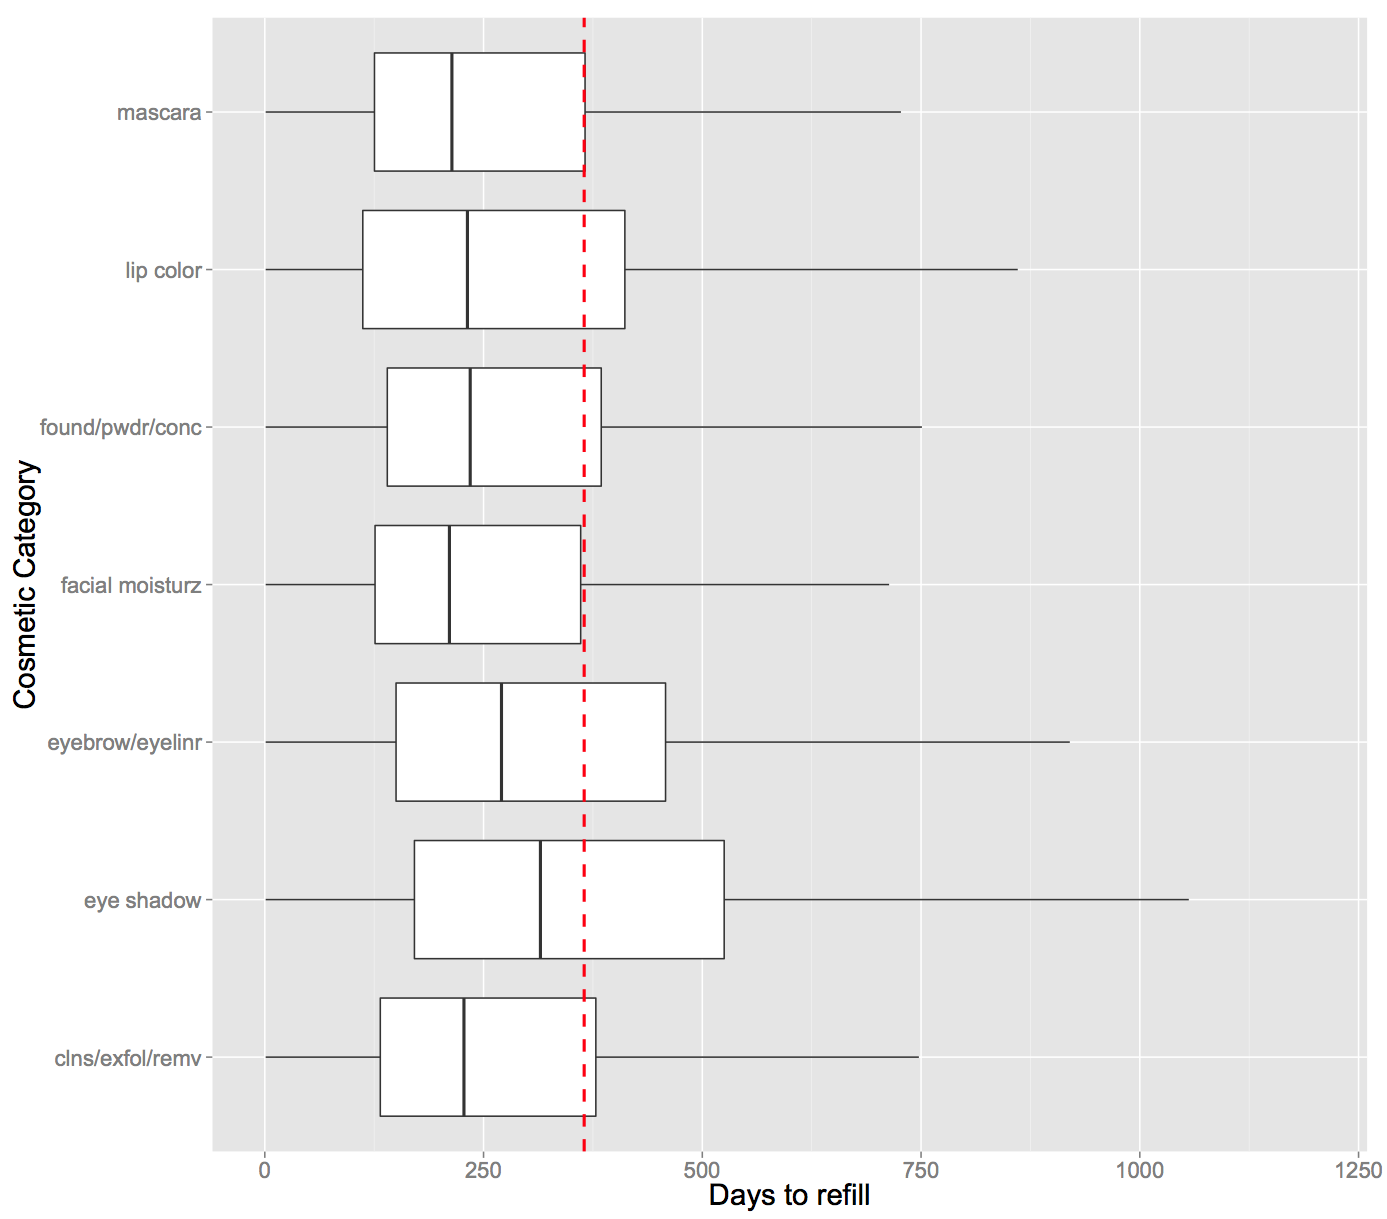 mascara
lip color
found/pwdr/conc
facial moisturz
eyebrow/eyelinr
eye shadow
clns/exfol/remv
Cosmetic Category
0 250 500 750 1000 1250
Days to refill